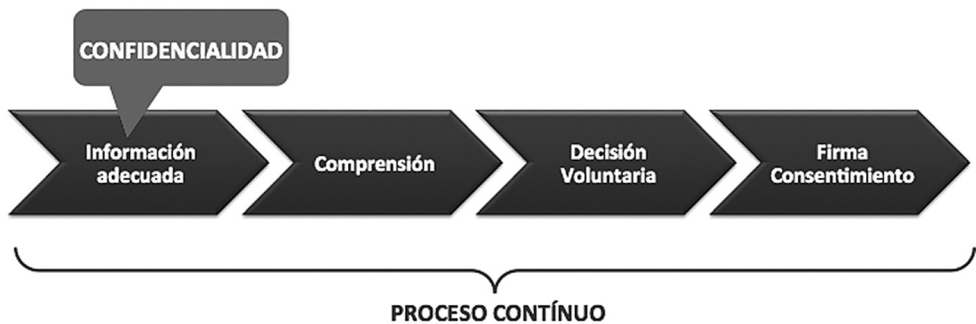 CONFIDENCIALIDAD
Información
adecuada
Comprensión
Decisión
Voluntaria
Firma
Consentimiento
PROCESO CONTÍNUO